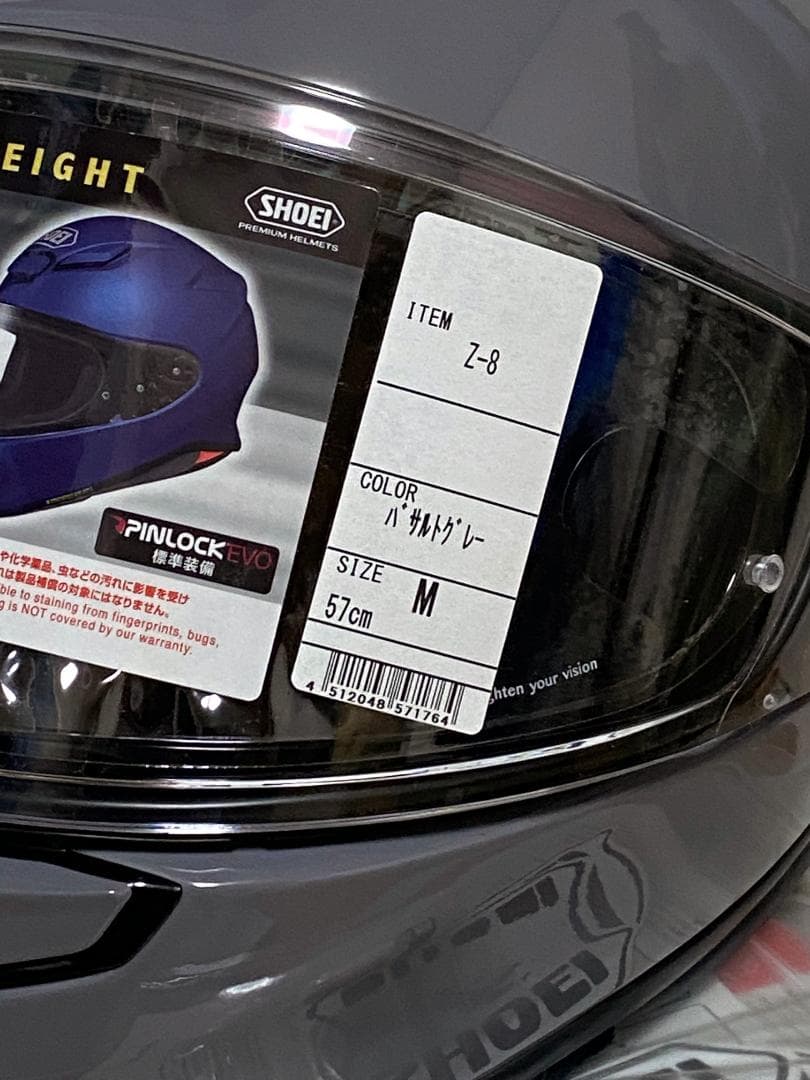 EIGHT
SHOEI
PREMIUM HELMETS
PINLOCK EVO
標準装備
や化学薬品、虫などの汚れに影響を受け
れは製品補償の対象にはなりません。
ble to staining from fingerprints, bugs,
g is NOT covered by our warranty.
ITEM
Z-8
COLOR
ﾊﾞｻﾙﾄｸﾞﾚｰ
SIZE
M
57cm
4 512048 571764
ghten your vision
SHOEI